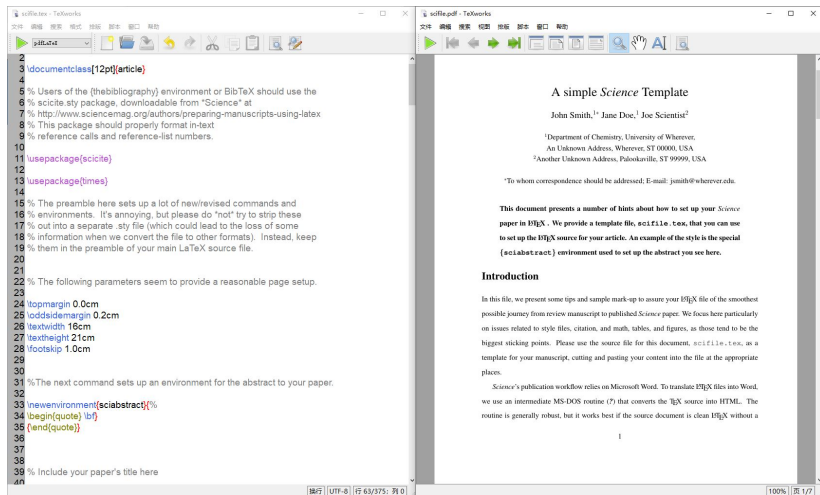 scifile.tex - TeXworks
文件 编辑 搜索 格式 排版 脚本 窗口 帮助
pdfLaTeX
2
3 \documentclass[12pt]{article}
4
5 % Users of the {thebibliography} environment or BibTeX should use the
6 % scicite.sty package, downloadable from *Science* at
7 % http://www.sciencemag.org/authors/preparing-manuscripts-using-latex
8 % This package should properly format in-text
9 % reference calls and reference-list numbers.
10
11 \usepackage{scicite}
12
13 \usepackage{times}
14
15 % The preamble here sets up a lot of new/revised commands and
16 % environments.  It's annoying, but please do *not* try to strip these
17 % out into a separate .sty file (which could lead to the loss of some
18 % information when we convert the file to other formats).  Instead, keep
19 % them in the preamble of your main LaTeX source file.
20
21
22 % The following parameters seem to provide a reasonable page setup.
23
24 \topmargin 0.0cm
25 \oddsidemargin 0.2cm
26 \textwidth 16cm
27 \textheight 21cm
28 \footskip 1.0cm
29
30
31 %The next command sets up an environment for the abstract to your paper.
32
33 \newenvironment{sciabstract}{%
34 \begin{quote} \bf}
35 {\end{quote}}
36
37
38
39 % Include your paper's title here
40
换行 UTF-8 行 63/375; 列 0
scifile.pdf - TeXworks
文件 编辑 搜索 视图 排版 脚本 窗口 帮助
A simple Science Template
John Smith,1∗ Jane Doe,1 Joe Scientist2
1Department of Chemistry, University of Wherever,
An Unknown Address, Wherever, ST 00000, USA
2Another Unknown Address, Palookaville, ST 99999, USA
∗To whom correspondence should be addressed; E-mail: jsmith@wherever.edu.
This document presents a number of hints about how to set up your Science
paper in LATEX . We provide a template file, scifile.tex, that you can use
to set up the LATEX source for your article. An example of the style is the special
{sciabstract} environment used to set up the abstract you see here.
Introduction
In this file, we present some tips and sample mark-up to assure your LATEX file of the smoothest
possible journey from review manuscript to published Science paper. We focus here particularly
on issues related to style files, citation, and math, tables, and figures, as those tend to be the
biggest sticking points. Please use the source file for this document, scifile.tex, as a
template for your manuscript, cutting and pasting your content into the file at the appropriate
places.
Science's publication workflow relies on Microsoft Word. To translate LATEX files into Word,
we use an intermediate MS-DOS routine (?) that converts the TEX source into HTML. The
routine is generally robust, but it works best if the source document is clean LATEX without a
1
100% 页 1/7